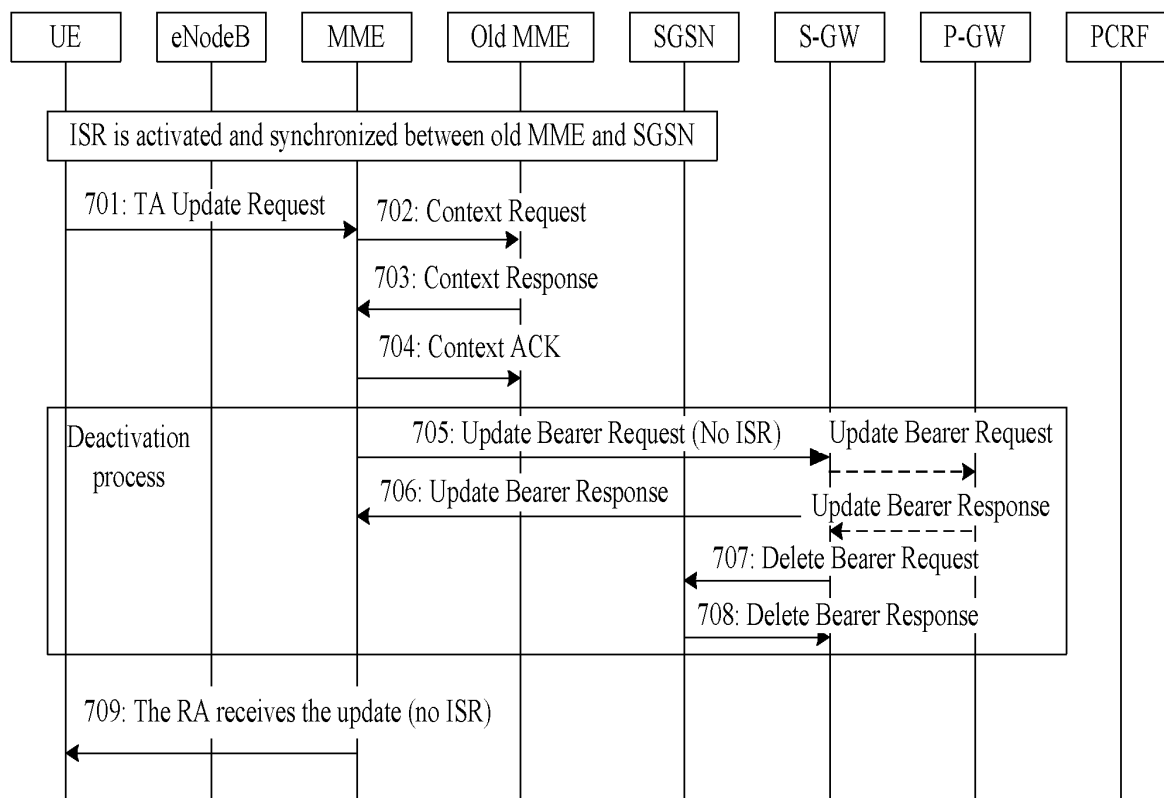 UE
eNodeB
MME
Old MME
SGSN
S-GW
P-GW
PCRF
ISR is activated and synchronized between old MME and SGSN
701: TA Update Request
702: Context Request
703: Context Response
704: Context ACK
Deactivation
process
705: Update Bearer Request (No ISR)
Update Bearer Request
706: Update Bearer Response
Update Bearer Response
707: Delete Bearer Request
708: Delete Bearer Response
709: The RA receives the update (no ISR)